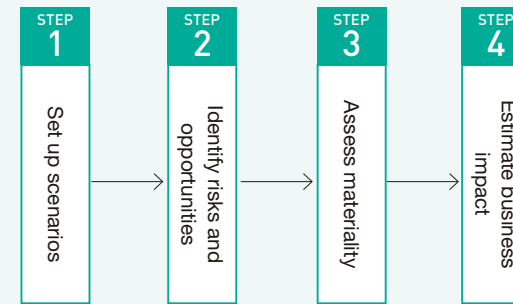 STEP
1
Set up scenarios
STEP
2
Identify risks and
opportunities
STEP
3
Assess materiality
STEP
4
Estimate business
impact